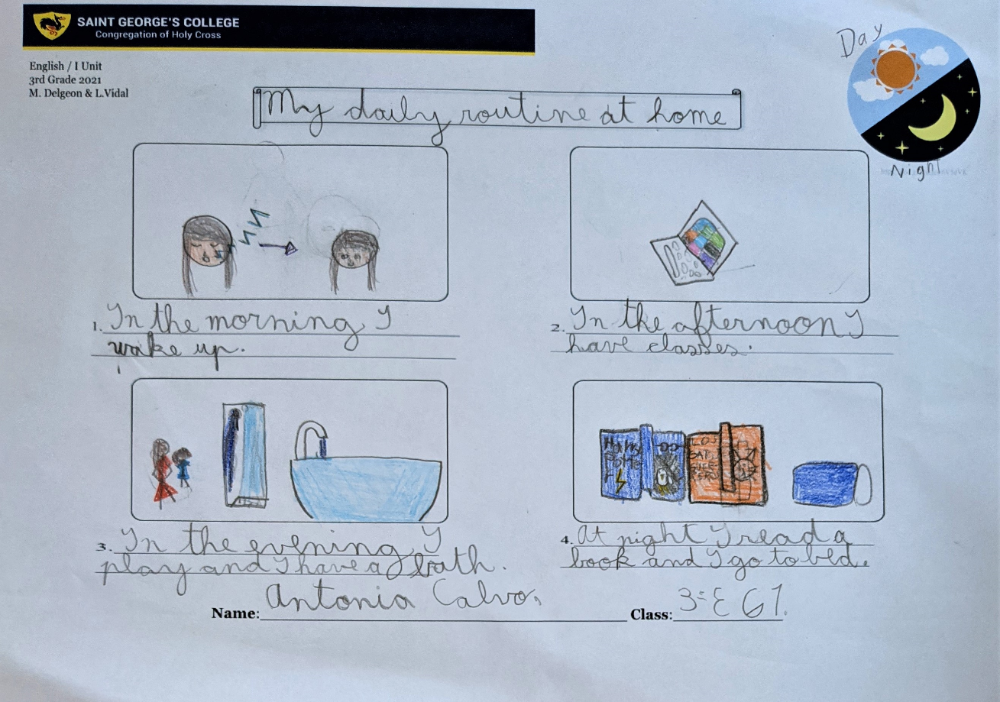 SAINT GEORGE'S COLLEGE
Congregation of Holy Cross
English / I Unit
3rd Grade 2021
M. Delgeon & L.Vidal
Day
Night
My daily routine at home
1. In the morning I
wake up.
2. In the afternoon I
have classes.
Harry
Potte
r
LOS
GAT
3. In the evening I
play and I have a bath.
4. At night I read a
book and I go to bed.
Name: Antonia Calvo.
Class: 3°E G1.